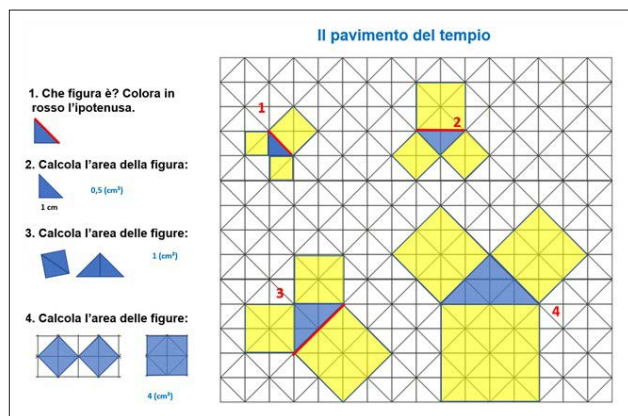 Il pavimento del tempio
1. Che figura è? Colora in
rosso l'ipotenusa.
2. Calcola l'area della figura:
0,5 (cm²)
1 cm
3. Calcola l'area delle figure:
1 (cm²)
4. Calcola l'area delle figure:
4 (cm²)
1
2
3
4